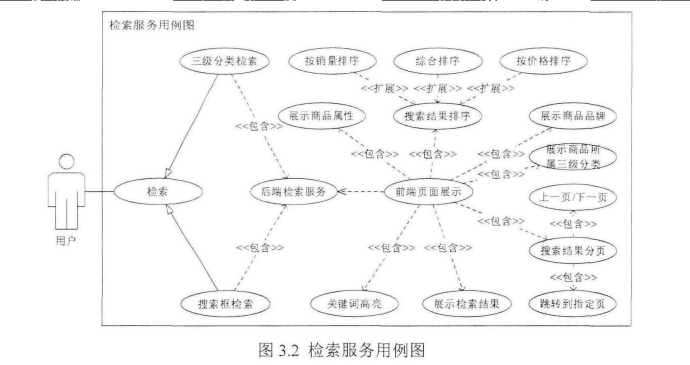 检索服务用例图
三级分类检索
按销量排序
综合排序
按价格排序
<<扩展>>
<<扩展>>
<<扩展>>
展示商品属性
搜索结果排序
展示商品品牌
<<包含>>
<<包含>>
<<包含>>
<<包含>>
展示商品所
属三级分类
<<包含>>
检索
后端检索服务
前端页面展示
上一页/下一页
用户
<<包含>>
<<包含>>
<<包含>>
<<包含>>
<<包含>>
搜索结果分页
<<包含>>
搜索框检索
关键词高亮
展示检索结果
跳转到指定页
图 3.2 检索服务用例图